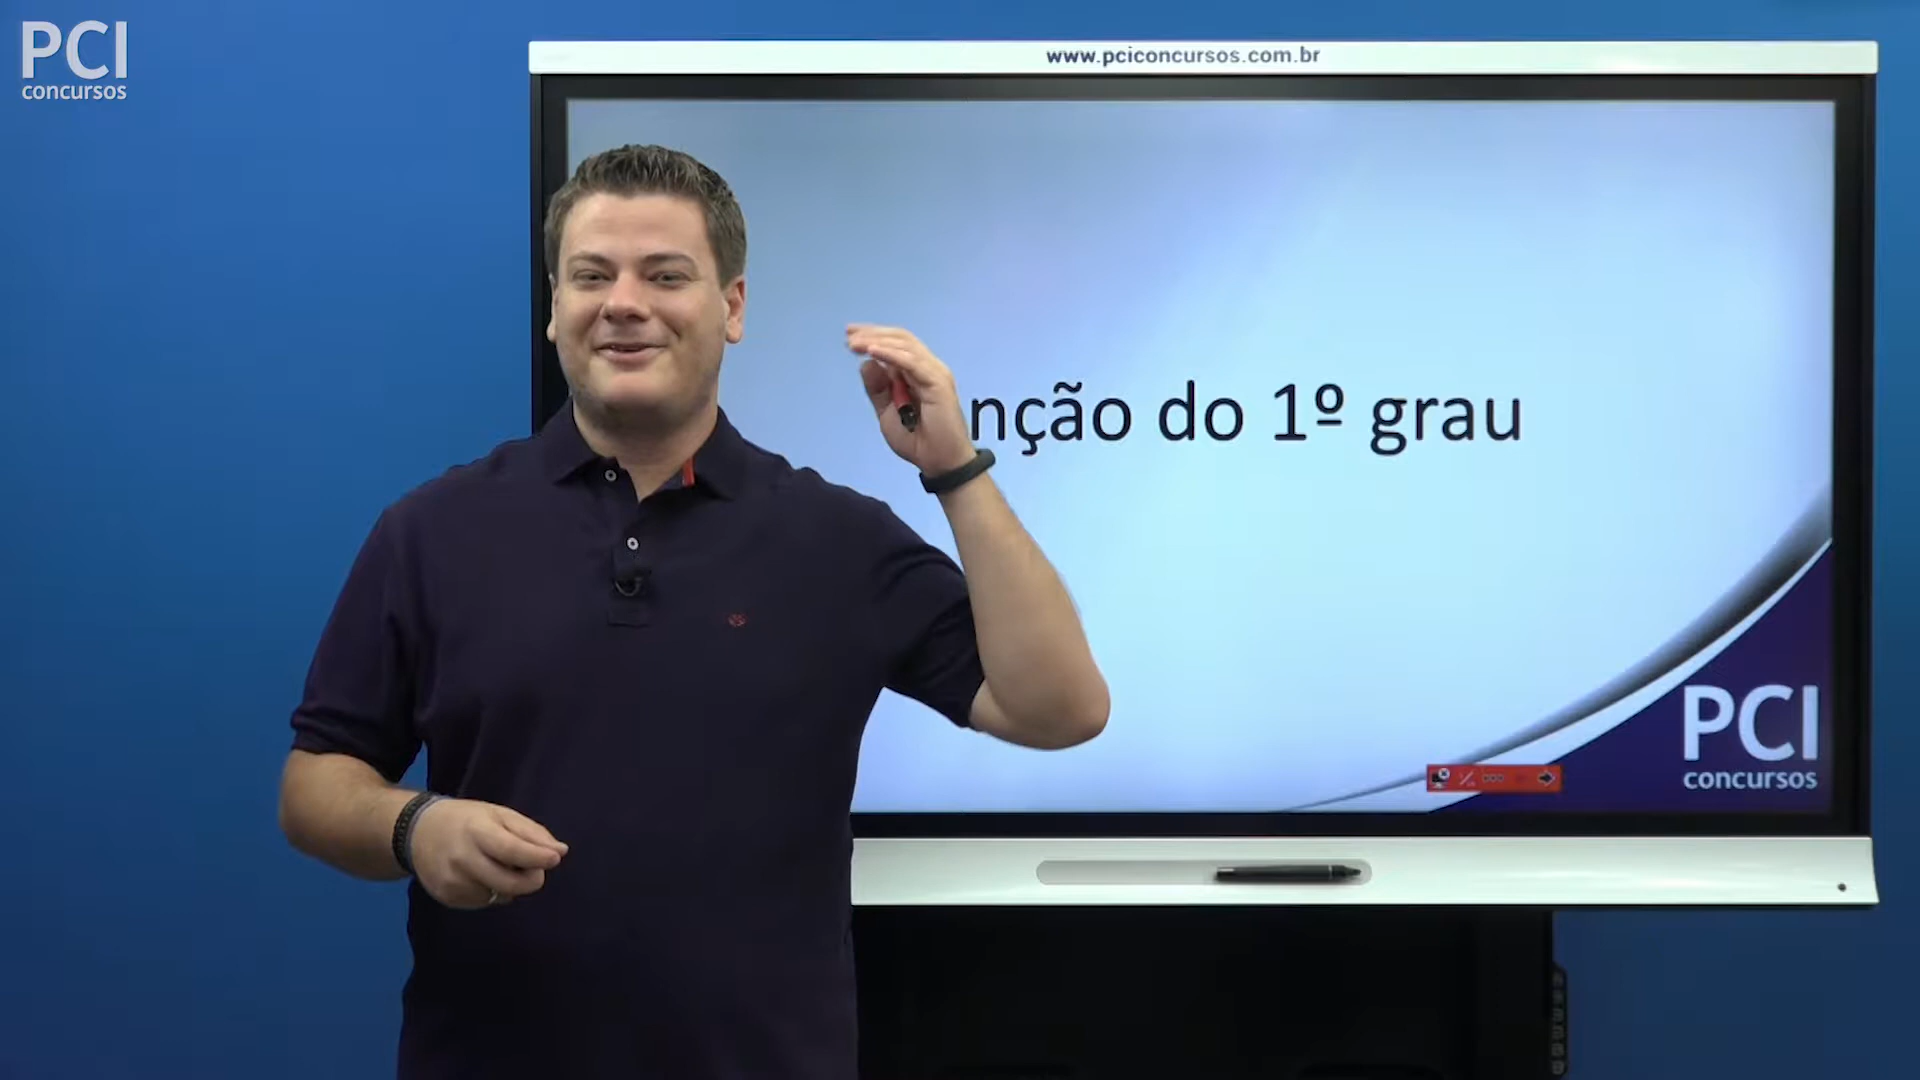 PCI
concursos
www.pciconcursos.com.br
nção do 1º grau
PCI
concursos